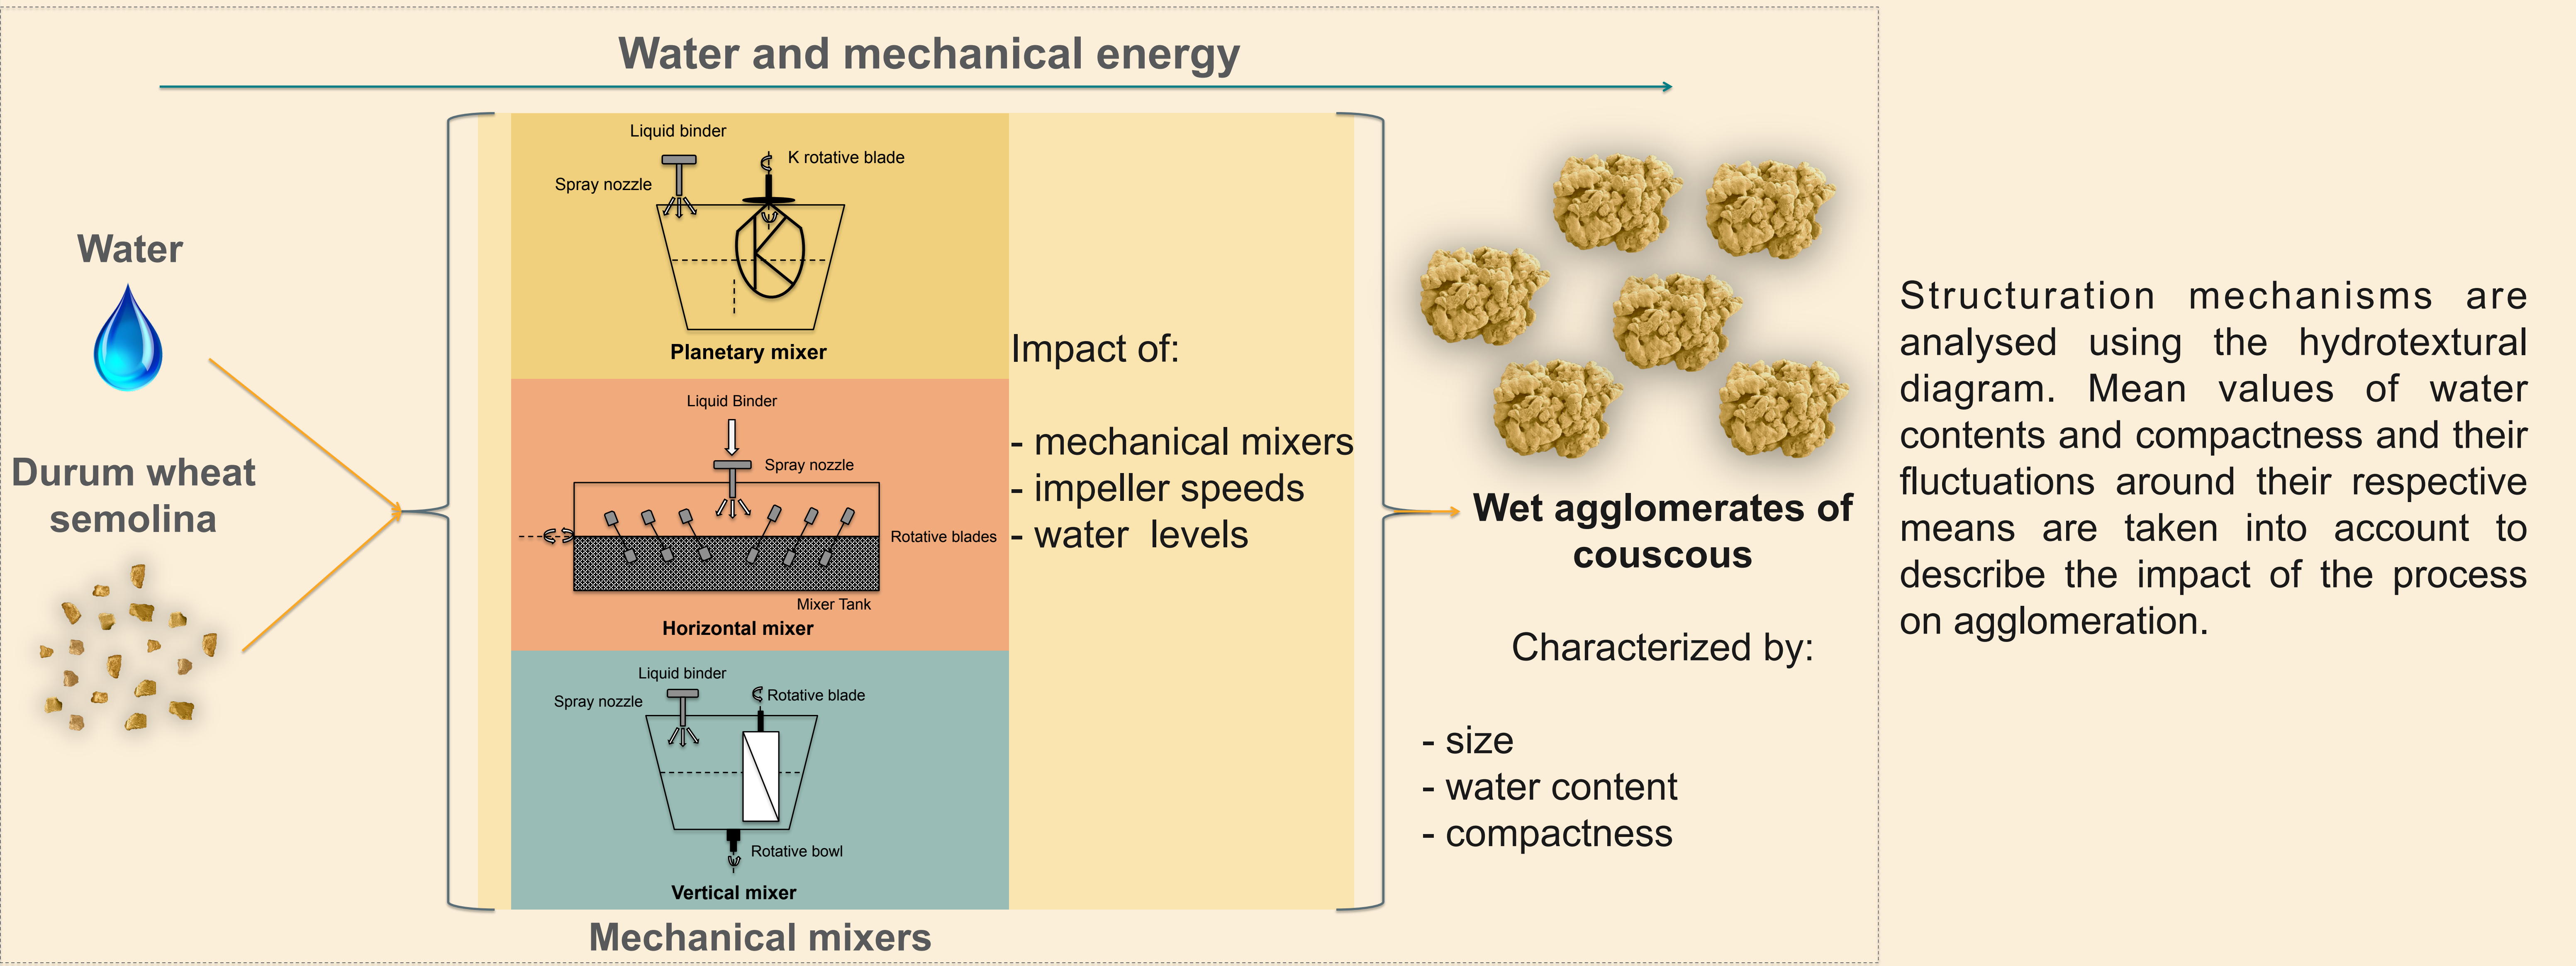 Water and mechanical energy
Water
Durum wheat
semolina
Liquid binder
K rotative blade
Spray nozzle
Planetary mixer
Liquid Binder
Spray nozzle
Rotative blades
Mixer Tank
Horizontal mixer
Liquid binder
Rotative blade
Spray nozzle
Rotative bowl
Vertical mixer
Mechanical mixers
Impact of:
- mechanical mixers
- impeller speeds
- water levels
Wet agglomerates of
couscous
Characterized by:
- size
- water content
- compactness
Structuration mechanisms are
analysed using the hydrotextural
diagram. Mean values of water
contents and compactness and their
fluctuations around their respective
means are taken into account to
describe the impact of the process
on agglomeration.